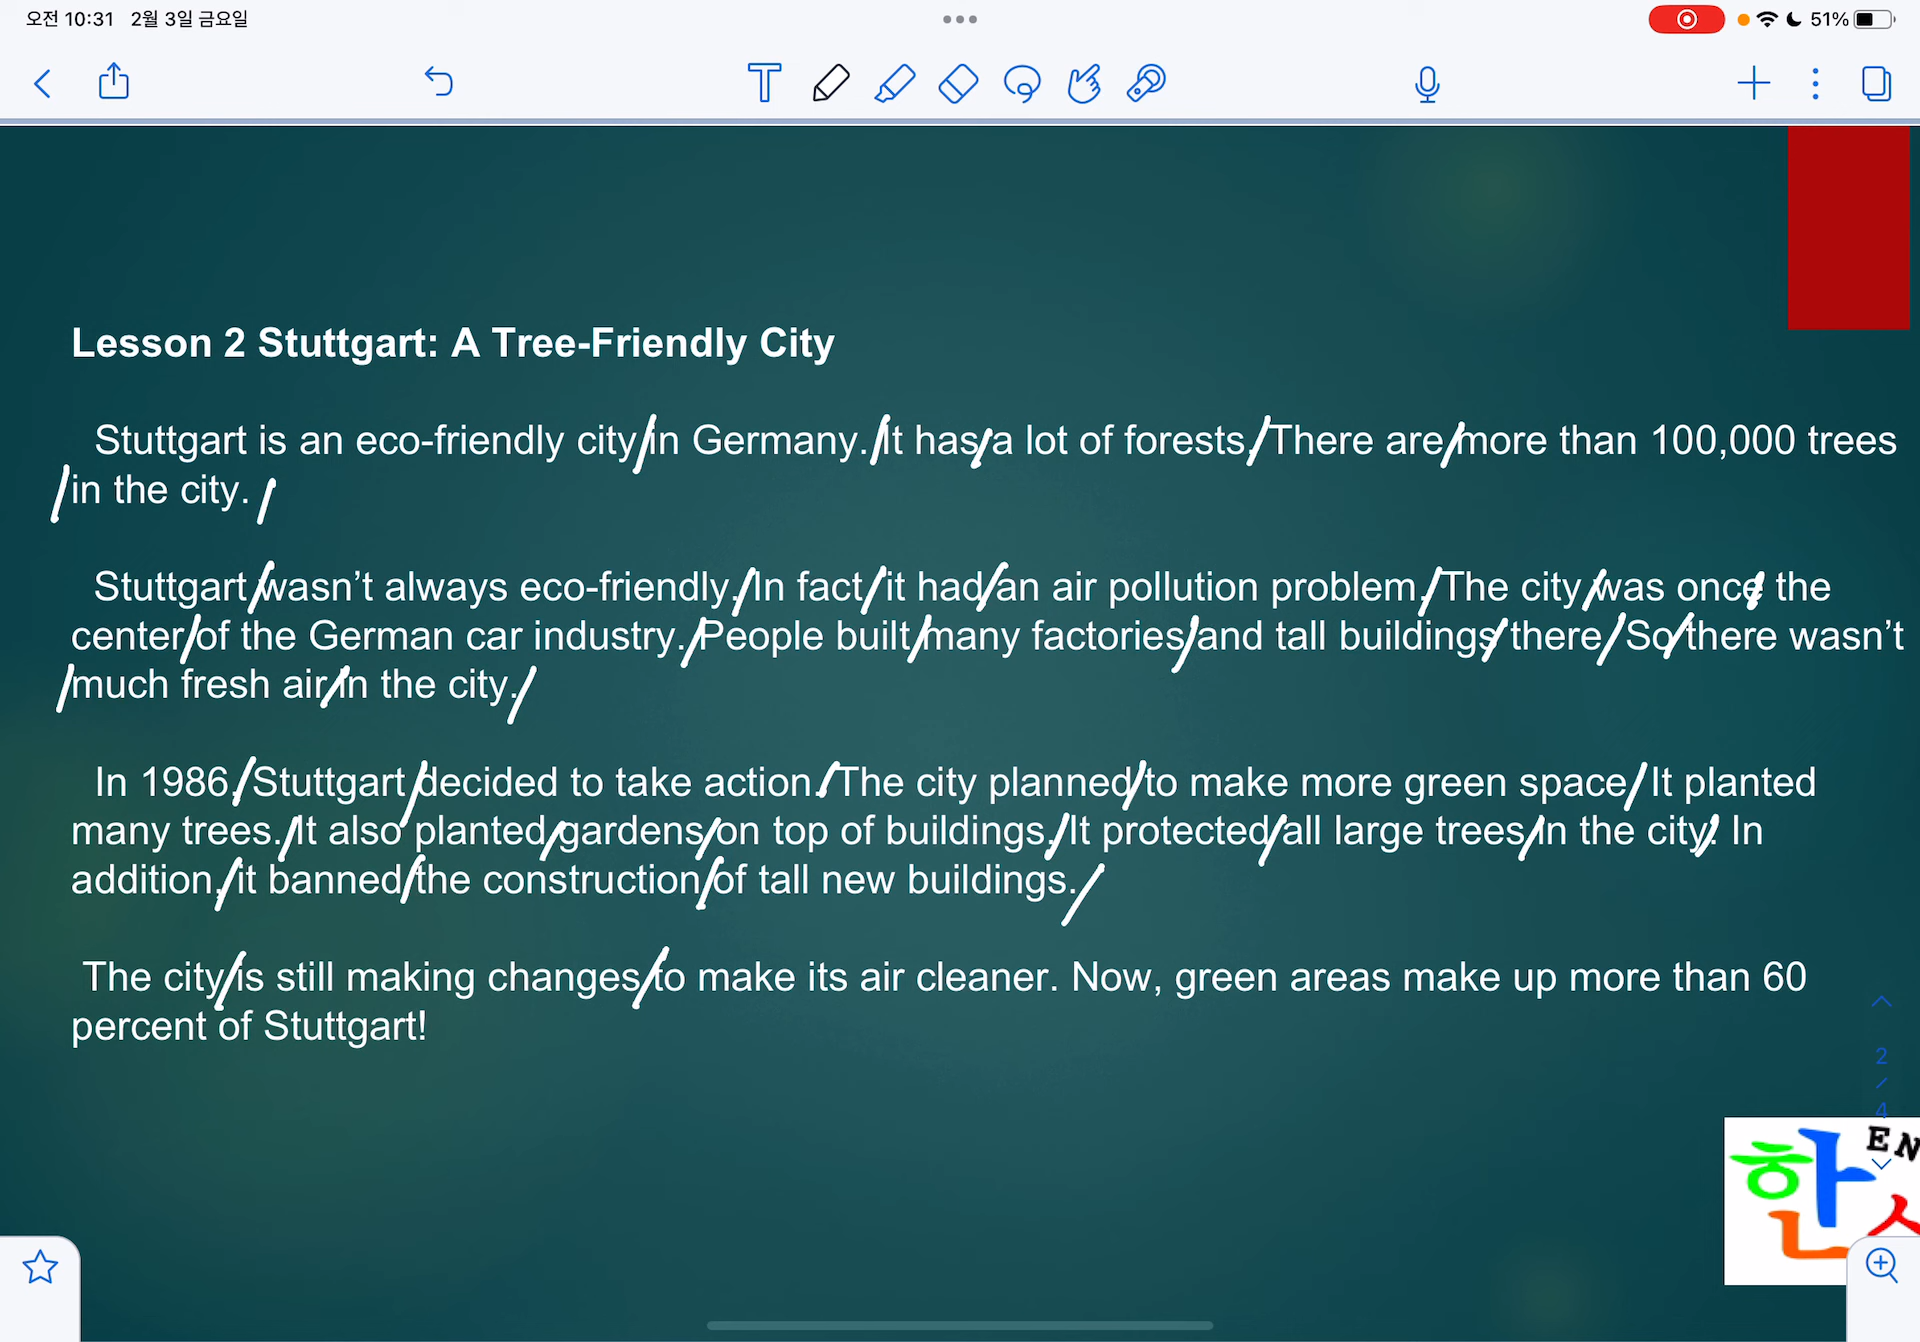 오전 10:31 2월 3일 금요일
51%
Lesson 2 Stuttgart: A Tree-Friendly City
Stuttgart is an eco-friendly city/in Germany./It has/a lot of forests./There are/more than 100,000 trees
/in the city. /
Stuttgart/wasn't always eco-friendly./In fact/it had/an air pollution problem./The city/was once/ the
center/of the German car industry./People built/many factories/and tall buildings/there/So/there wasn't
/much fresh air/in the city./
In 1986,/Stuttgart/decided to take action./The city planned/to make more green space/It planted
many trees./It also planted/gardens/on top of buildings./It protected/all large trees/in the city./ In
addition,/it banned/the construction/of tall new buildings./
The city/is still making changes/to make its air cleaner. Now, green areas make up more than 60
percent of Stuttgart!
2
/
4
EN
한